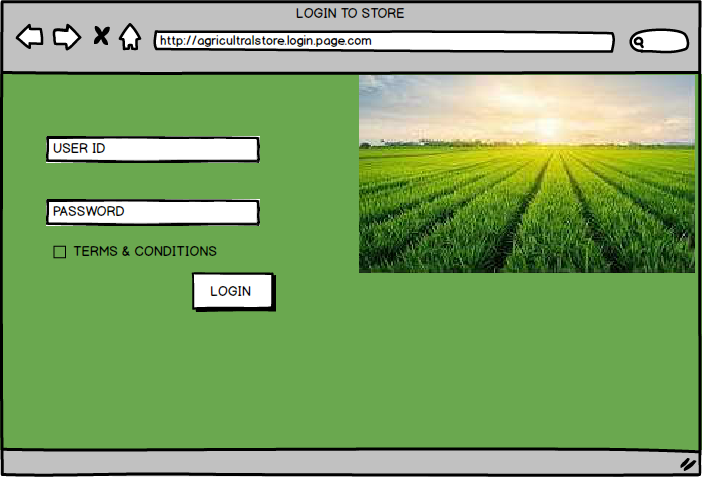 LOGIN TO STORE
http://agricultralstore.login.page.com
USER ID
PASSWORD
TERMS & CONDITIONS
LOGIN